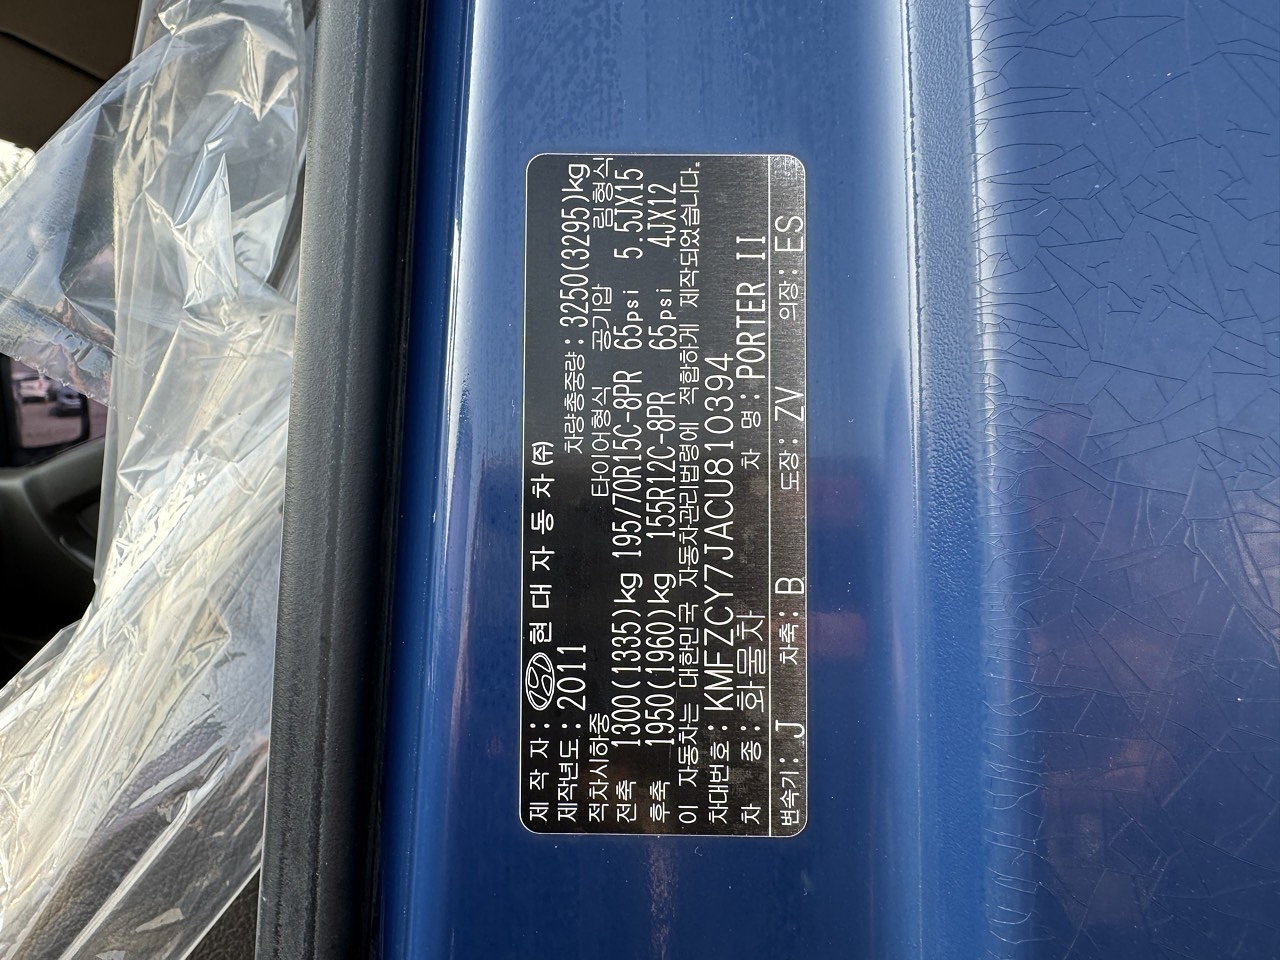 제 작 자 : 현대자동차(주)
제작년도 : 2011 차량총중량 : 3250(3295)kg
적차시하중 타이어형식 공기압 림형식
전축 1300(1335)kg 195/70R15C-8PR 65psi 5.5JX15
후축 1950(1960)kg 155R12C-8PR 65psi 4JX12
이 자동차는 대한민국 자동차관리법령에 적합하게 제작되었습니다.
차대번호 : KMFZCY7JACU810394
차 종 : 화물차 차 명 : PORTER II
변속기 : J 차축 : B 도장 : ZV 의장 : ES